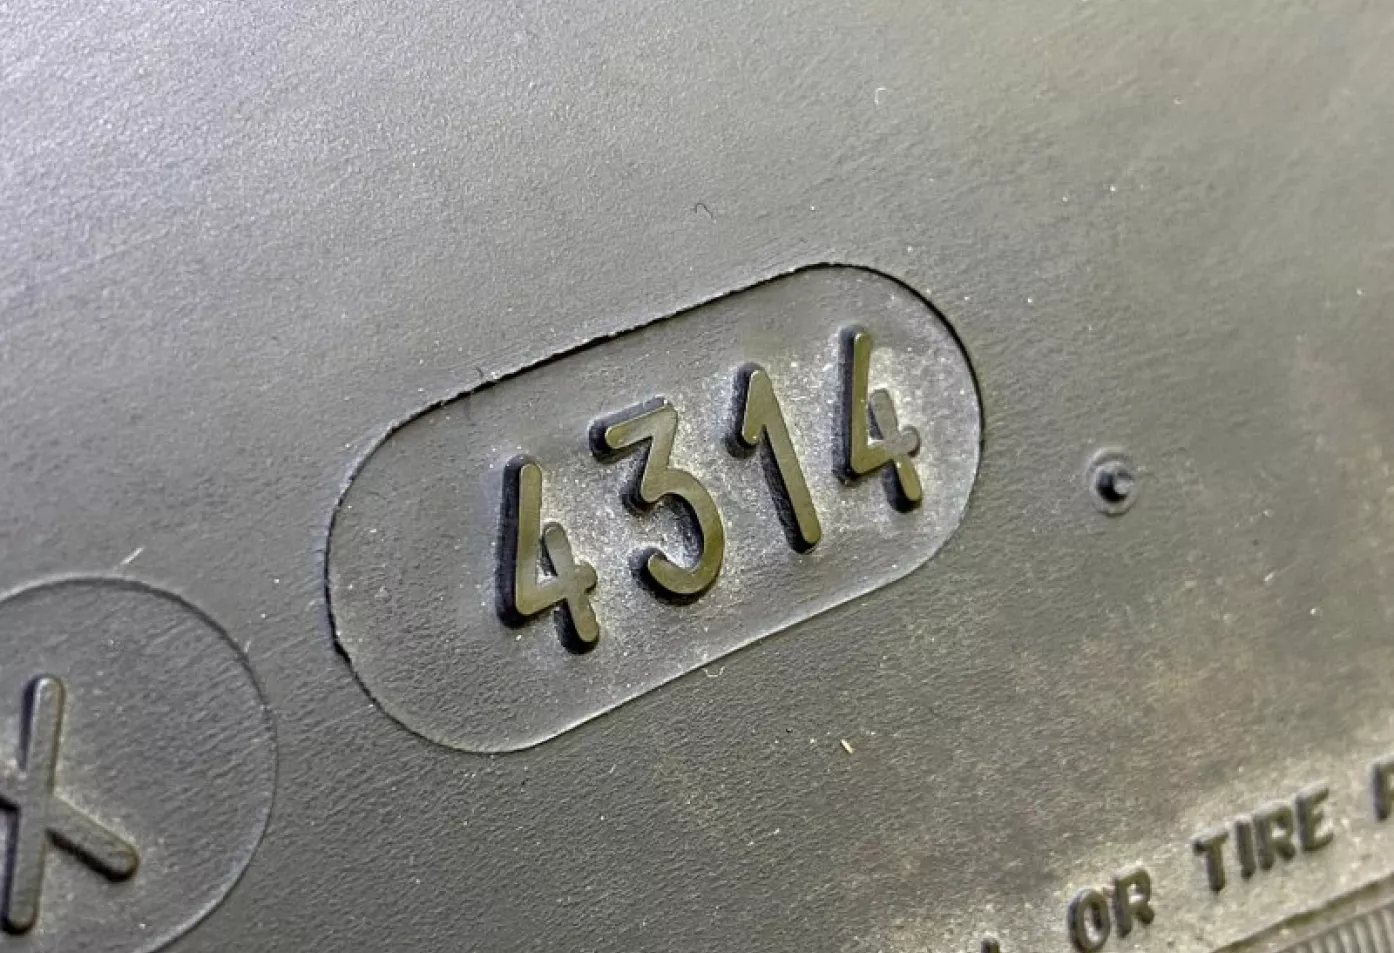 4314
X
OR TIRE